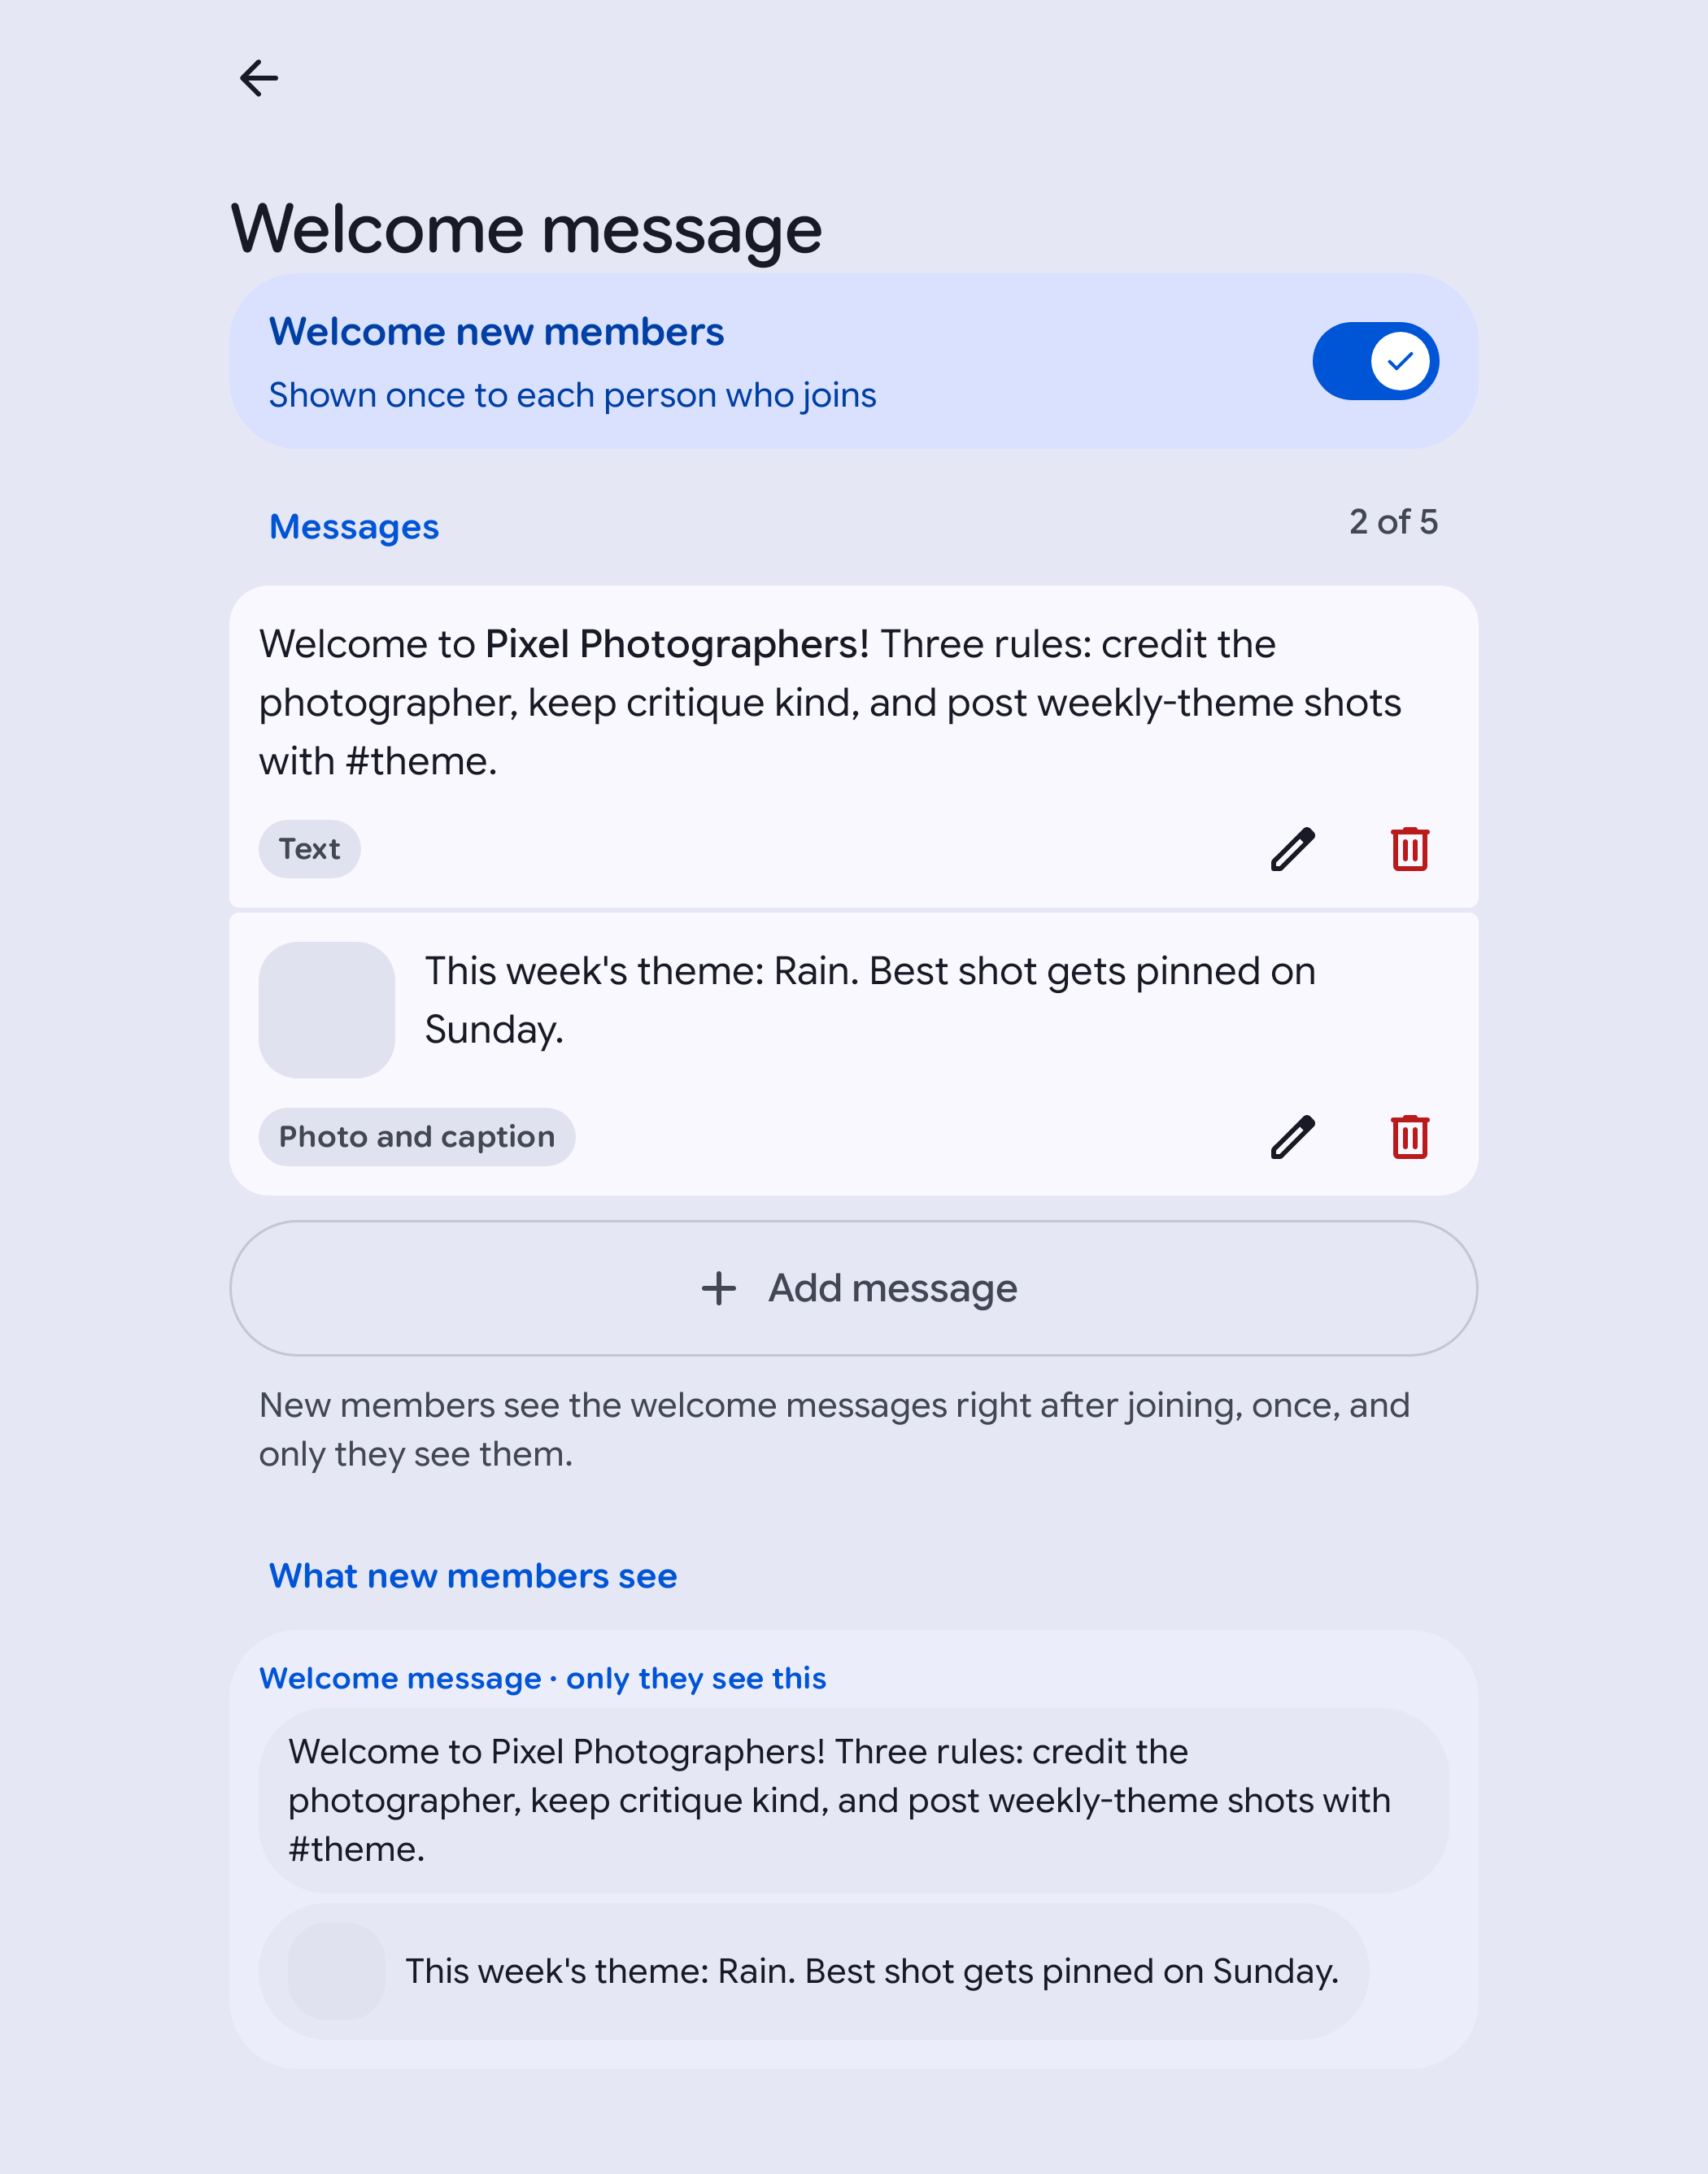 Welcome message
Welcome new members
Shown once to each person who joins
Messages
2 of 5
Welcome to Pixel Photographers! Three rules: credit the
photographer, keep critique kind, and post weekly-theme shots
with #theme.
Text
This week's theme: Rain. Best shot gets pinned on
Sunday.
Photo and caption
Add message
New members see the welcome messages right after joining, once, and
only they see them.
What new members see
Welcome message · only they see this
Welcome to Pixel Photographers! Three rules: credit the
photographer, keep critique kind, and post weekly-theme shots with
#theme.
This week's theme: Rain. Best shot gets pinned on Sunday.